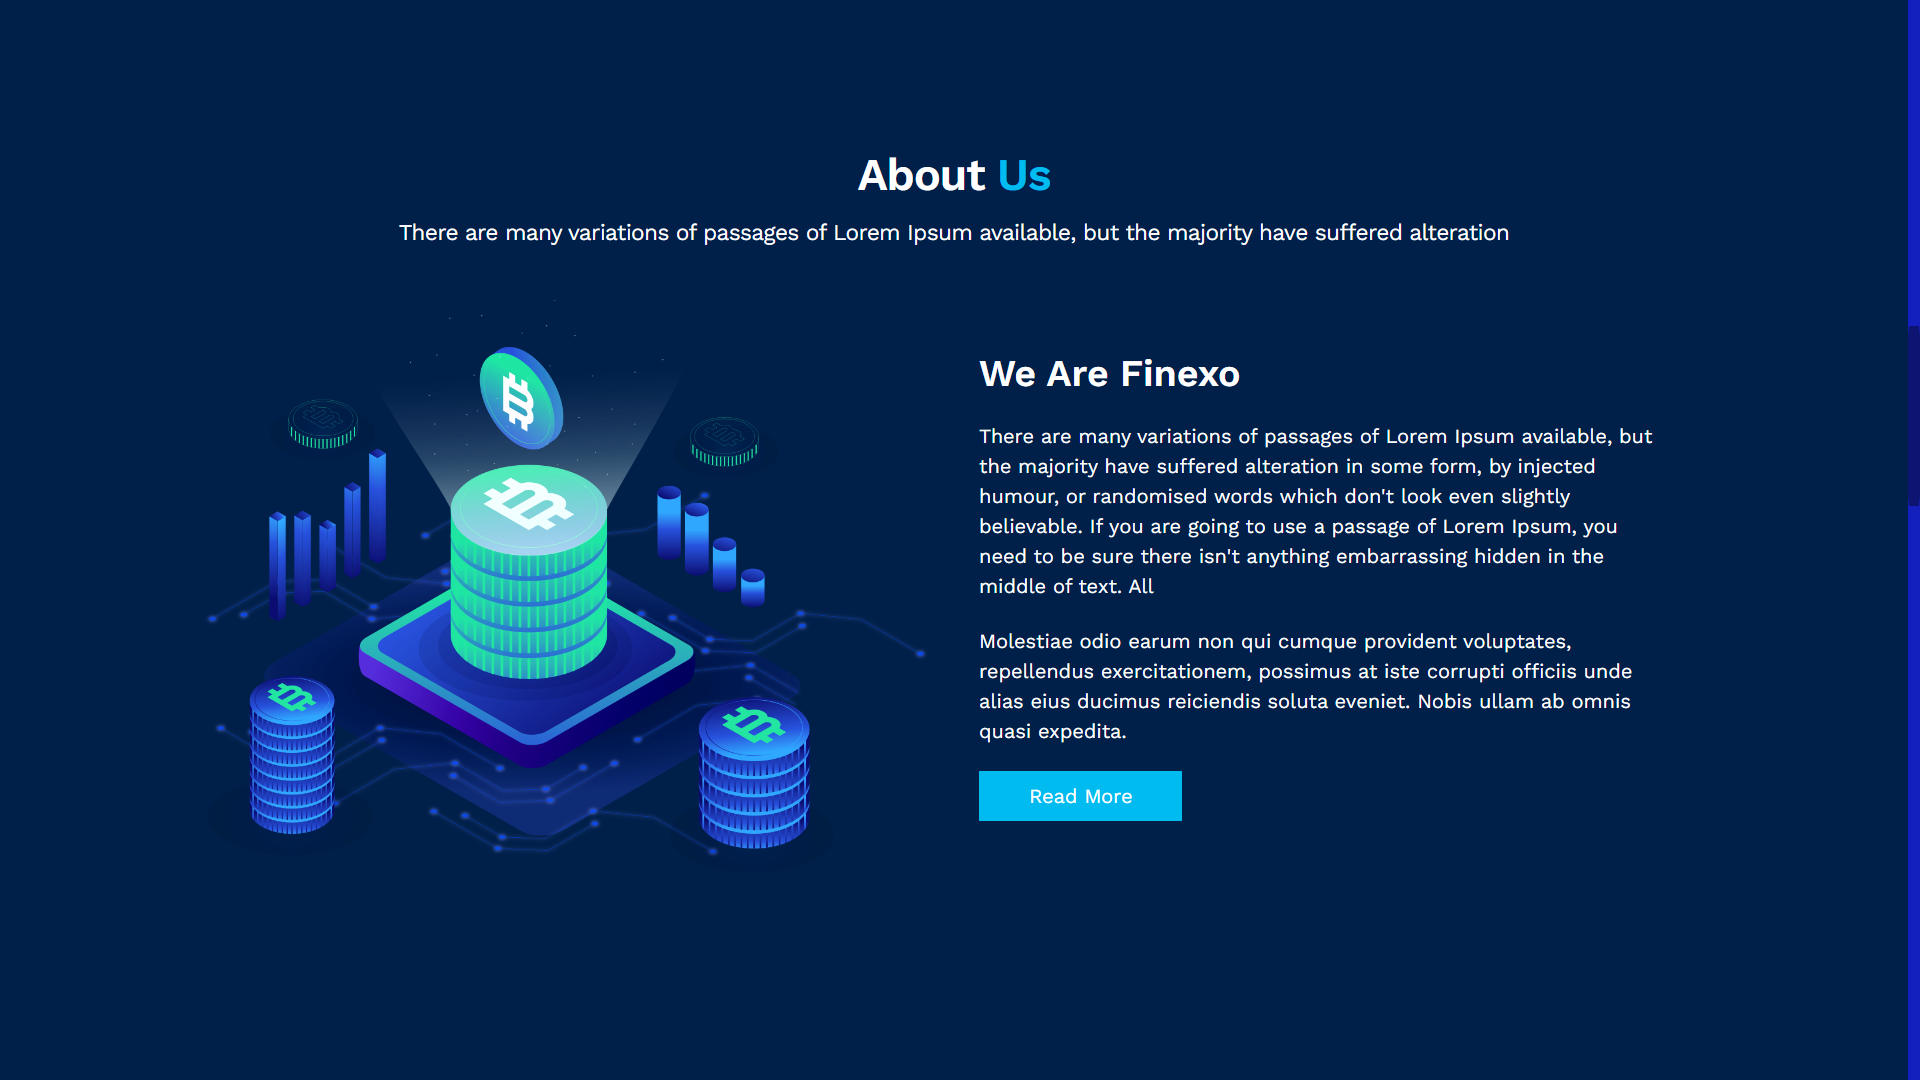 About Us
There are many variations of passages of Lorem Ipsum available, but the majority have suffered alteration
We Are Finexo
There are many variations of passages of Lorem Ipsum available, but
the majority have suffered alteration in some form, by injected
humour, or randomised words which don't look even slightly
believable. If you are going to use a passage of Lorem Ipsum, you
need to be sure there isn't anything embarrassing hidden in the
middle of text. All
Molestiae odio earum non qui cumque provident voluptates,
repellendus exercitationem, possimus at iste corrupti officiis unde
alias eius ducimus reiciendis soluta eveniet. Nobis ullam ab omnis
quasi expedita.
Read More